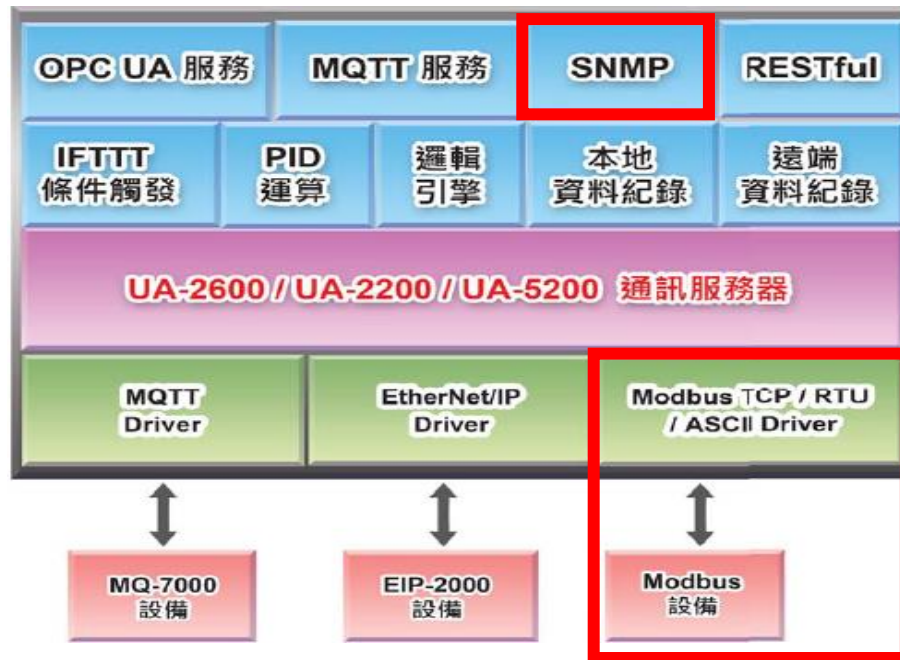 OPC UA 服務
MQTT 服務
SNMP
RESTful
IFTTT
條件觸發
PID
運算
邏輯
引擎
本地
資料紀錄
遠端
資料紀錄
UA-2600 / UA-2200 / UA-5200 通訊服務器
MQTT
Driver
EtherNet/IP
Driver
Modbus TCP / RTU
/ ASCII Driver
MQ-7000
設備
EIP-2000
設備
Modbus
設備